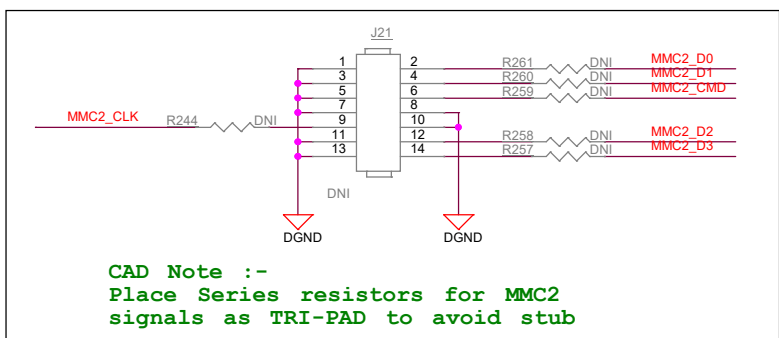 J21
1 2 R261 DNI MMC2_D0
3 4 R260 DNI MMC2_D1
5 6 R259 DNI MMC2_CMD
7 8
MMC2_CLK R244 DNI 9 10
11 12 R258 DNI MMC2_D2
13 14 R257 DNI MMC2_D3
DNI
DGND DGND
CAD Note :-
Place Series resistors for MMC2
signals as TRI-PAD to avoid stub